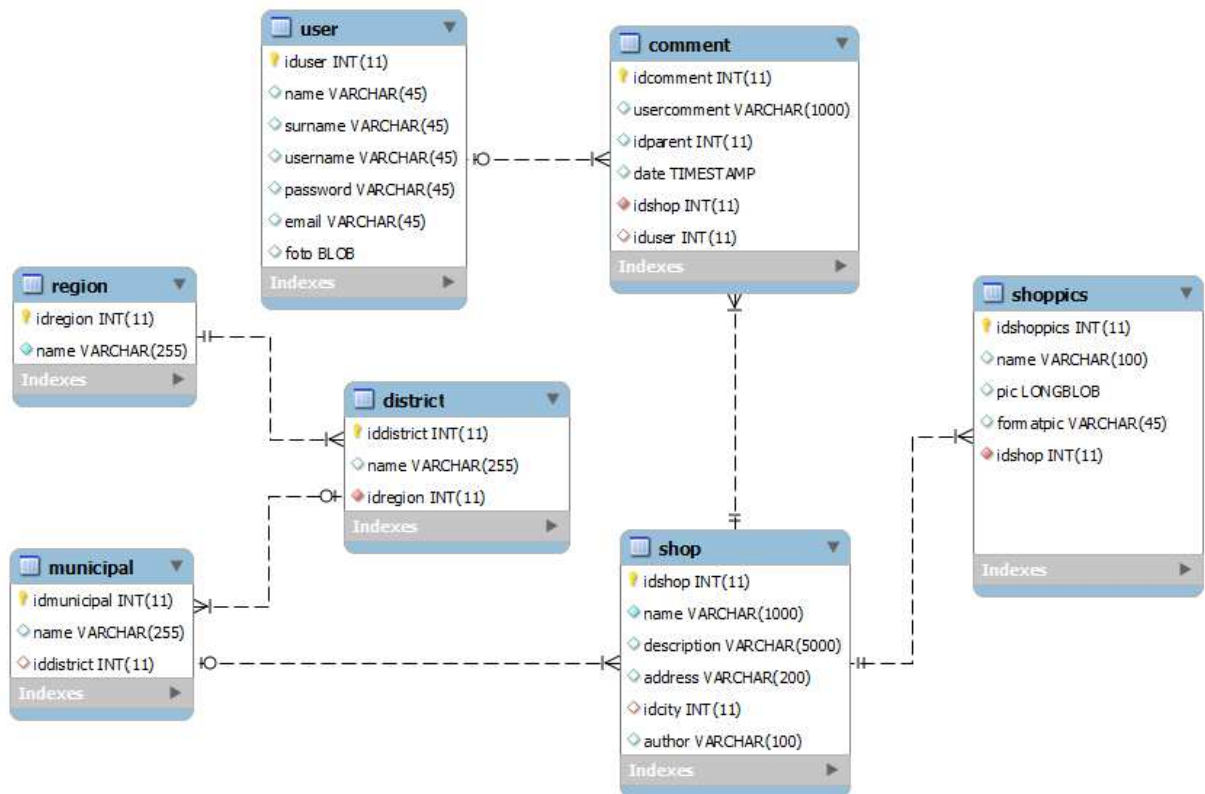 user
iduser INT(11)
name VARCHAR(45)
surname VARCHAR(45)
username VARCHAR(45)
password VARCHAR(45)
email VARCHAR(45)
foto BLOB
Indexes
comment
idcomment INT(11)
usercomment VARCHAR(1000)
idparent INT(11)
date TIMESTAMP
idshop INT(11)
iduser INT(11)
Indexes
region
idregion INT(11)
name VARCHAR(255)
Indexes
shoppics
idshoppics INT(11)
name VARCHAR(100)
pic LONGBLOB
formatpic VARCHAR(45)
idshop INT(11)
Indexes
district
iddistrict INT(11)
name VARCHAR(255)
idregion INT(11)
Indexes
municipal
idmunicipal INT(11)
name VARCHAR(255)
iddistrict INT(11)
Indexes
shop
idshop INT(11)
name VARCHAR(1000)
description VARCHAR(5000)
address VARCHAR(200)
idcity INT(11)
author VARCHAR(100)
Indexes